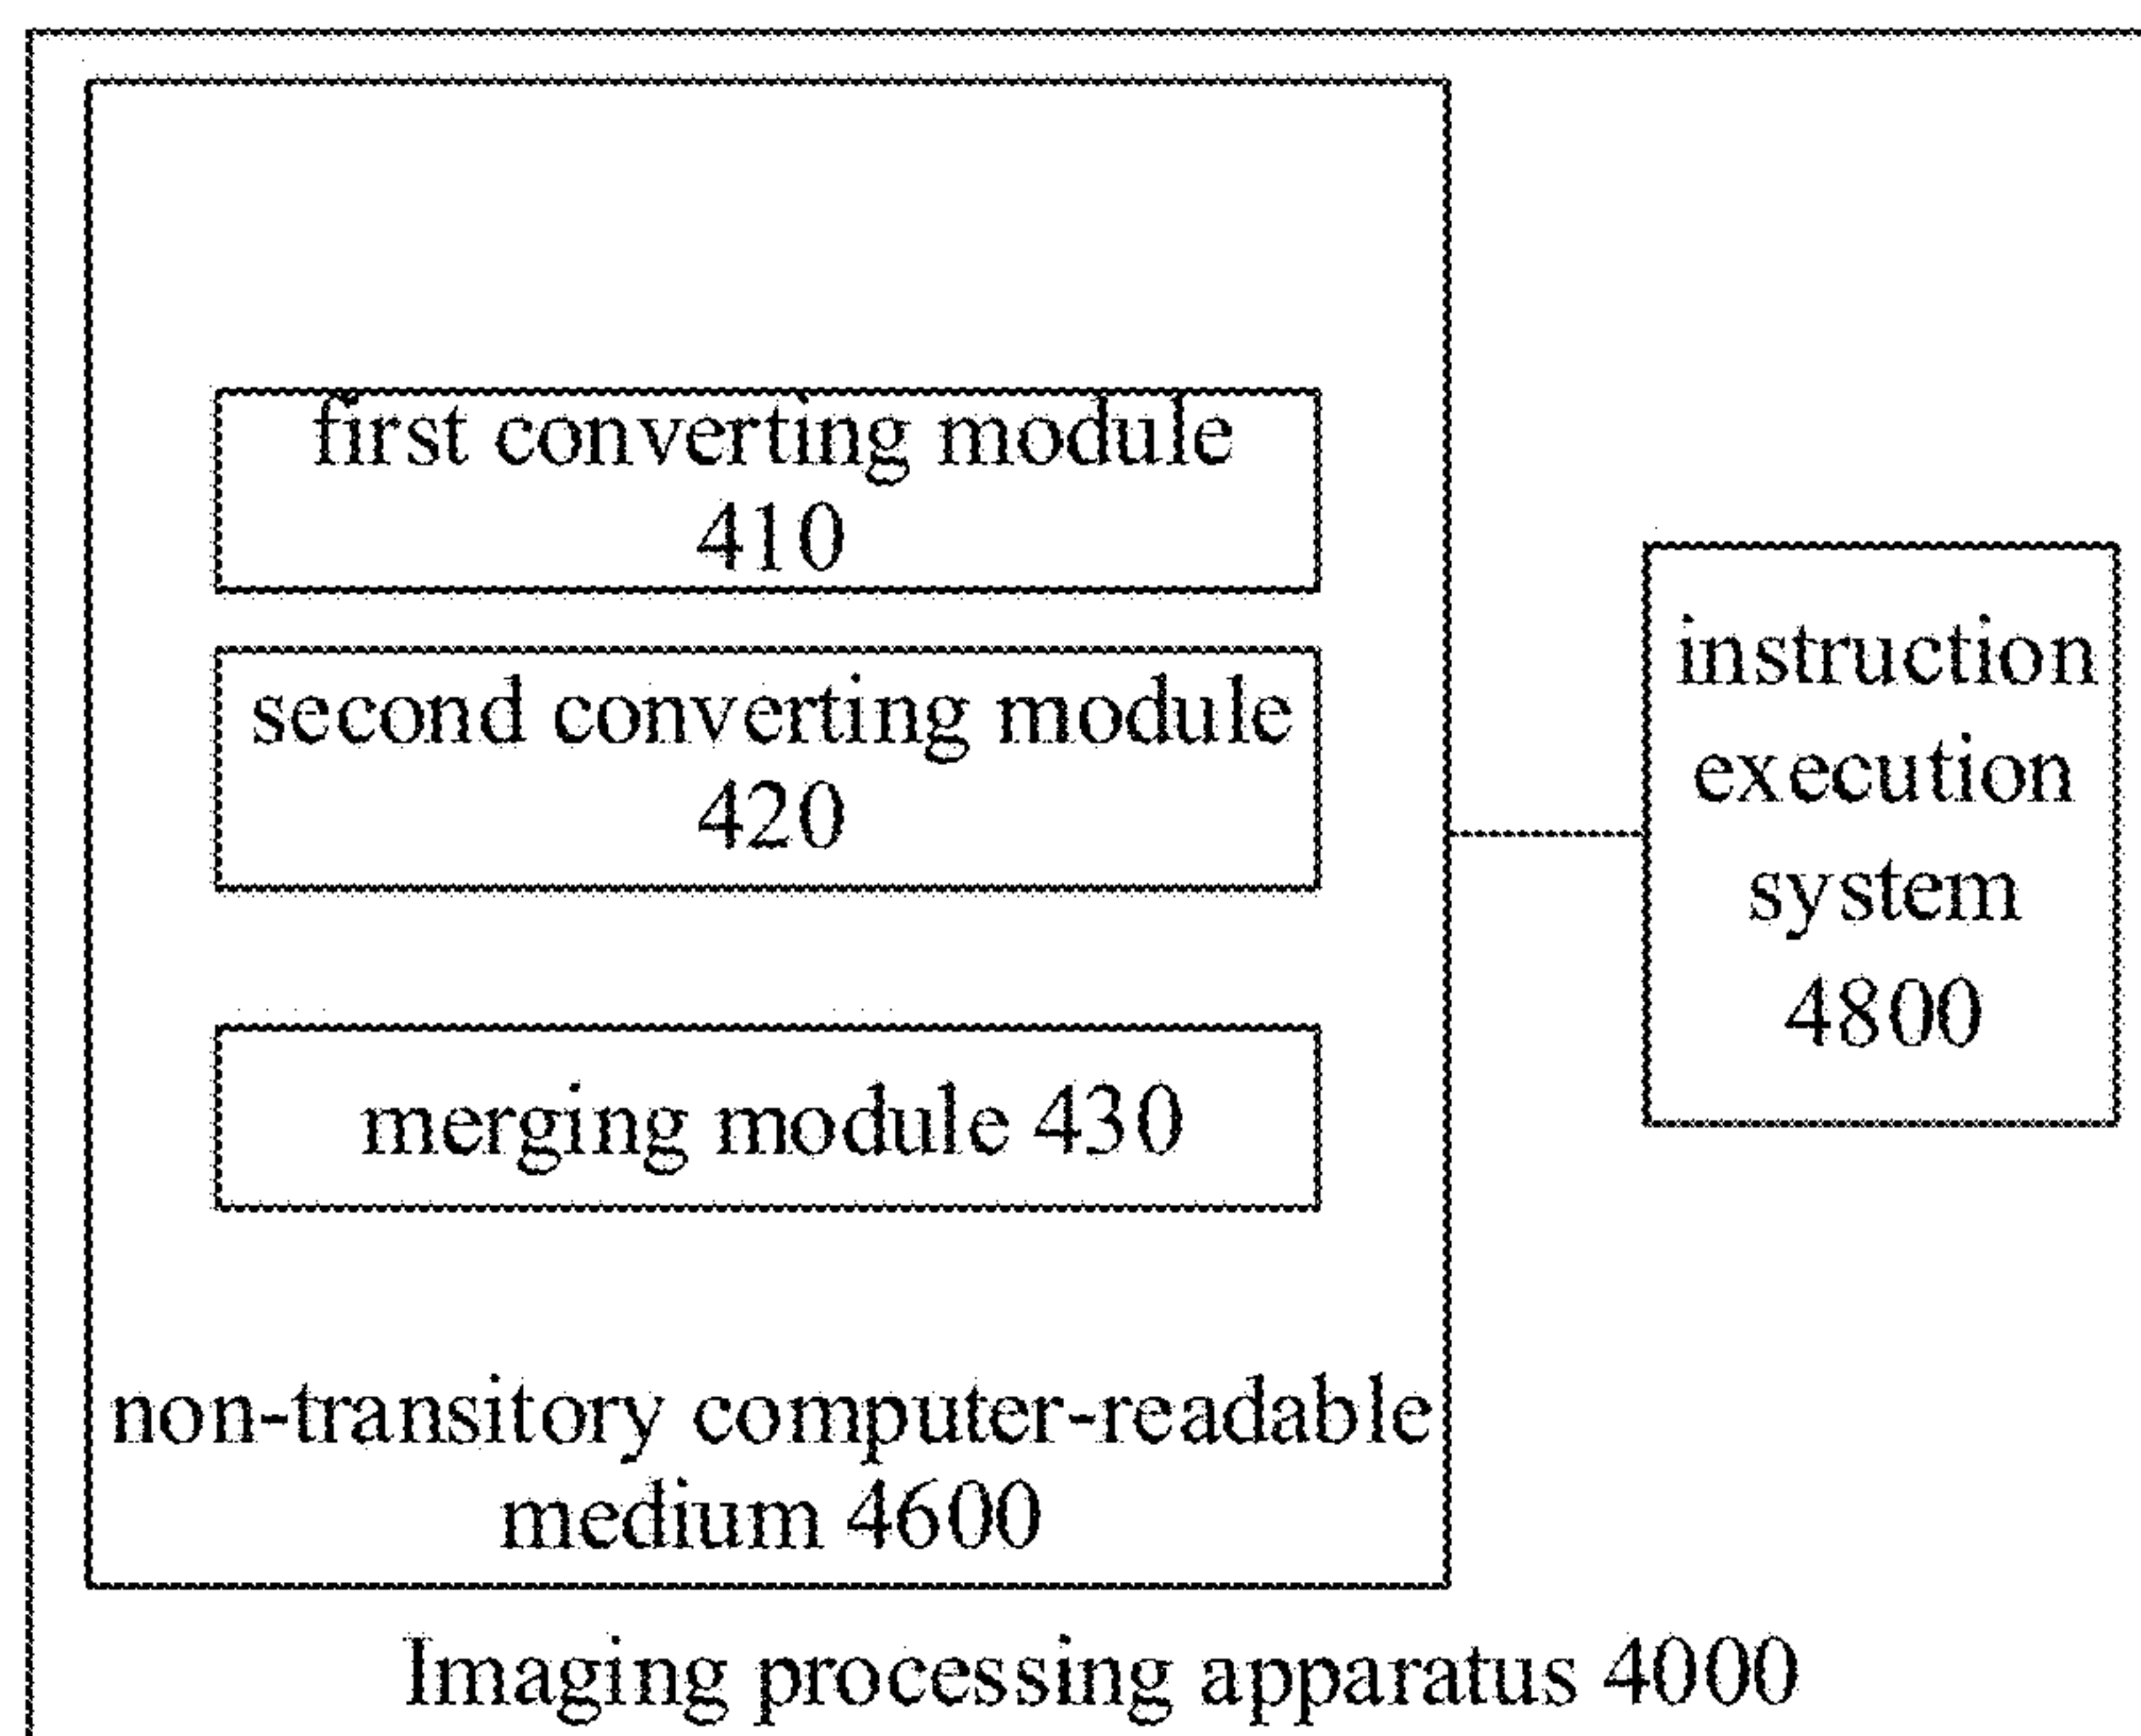 first converting module
410
second converting module
420
merging module 430
non-transitory computer-readable
medium 4600
instruction
execution
system
4800
Imaging processing apparatus 4000